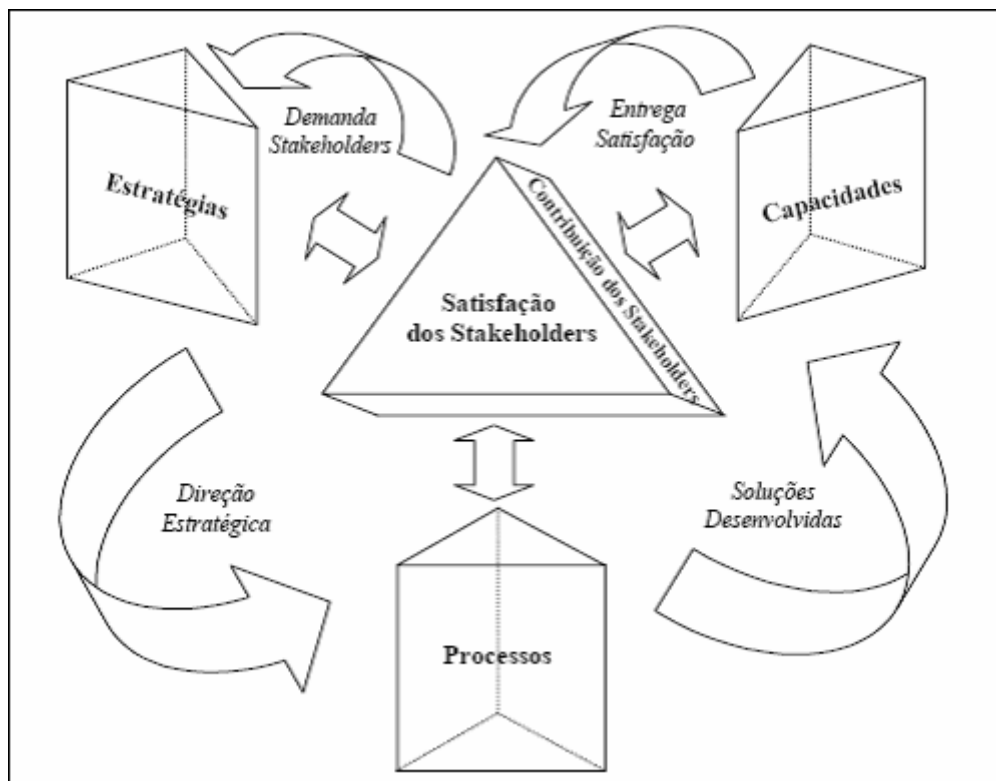 Demanda
Stakeholders
Entrega
Satisfação
Estratégias
Capacidades
Contribuição dos Stakeholders
Satisfação
dos Stakeholders
Direção
Estratégica
Soluções
Desenvolvidas
Processos